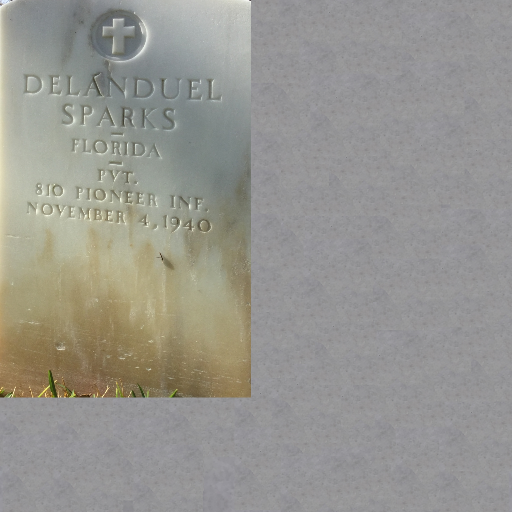 DELANDUEL
SPARKS
FLORIDA
PVT.
810 PIONEER INF.
NOVEMBER 4, 1940